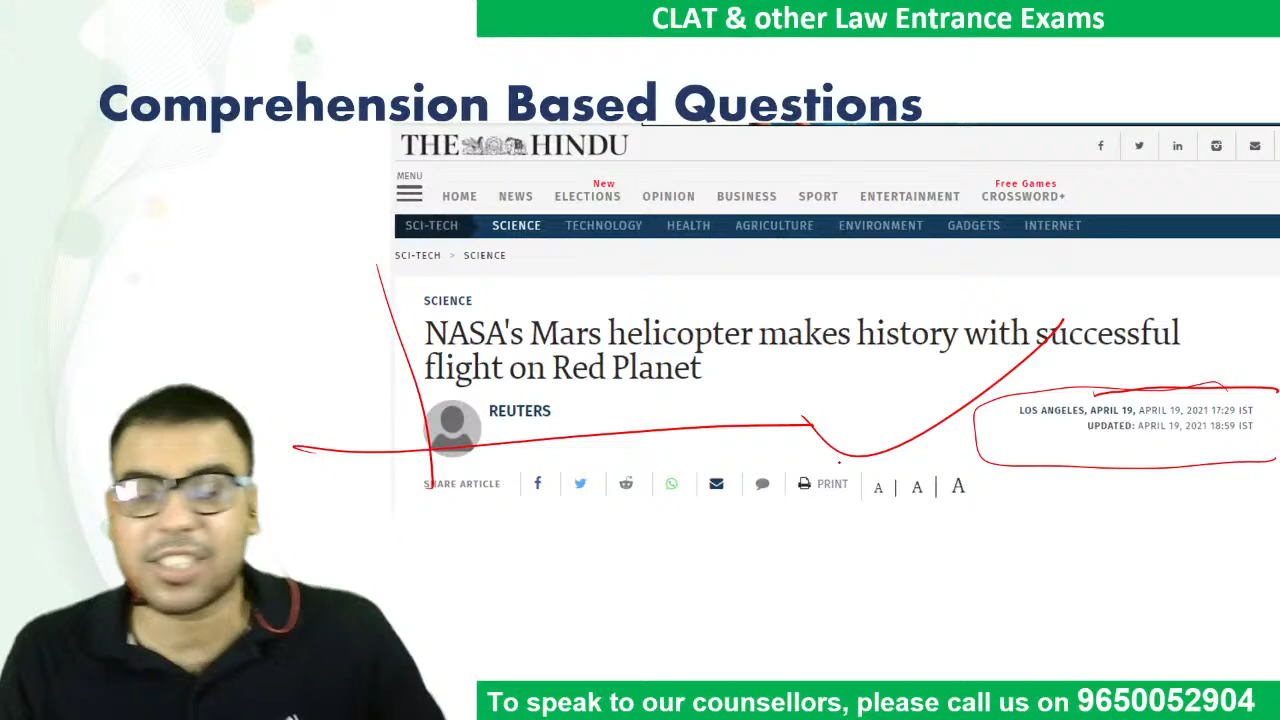 CLAT & other Law Entrance Exams
Comprehension Based Questions
THE HINDU
MENU
HOME NEWS ELECTIONS New OPINION BUSINESS SPORT ENTERTAINMENT CROSSWORD+ Free Games
SCI-TECH SCIENCE TECHNOLOGY HEALTH AGRICULTURE ENVIRONMENT GADGETS INTERNET
SCI-TECH > SCIENCE
SCIENCE
NASA's Mars helicopter makes history with successful
flight on Red Planet
REUTERS
LOS ANGELES, APRIL 19, APRIL 19, 2021 17:29 IST
UPDATED: APRIL 19, 2021 18:59 IST
SHARE ARTICLE PRINT A | A | A
To speak to our counsellors, please call us on 9650052904